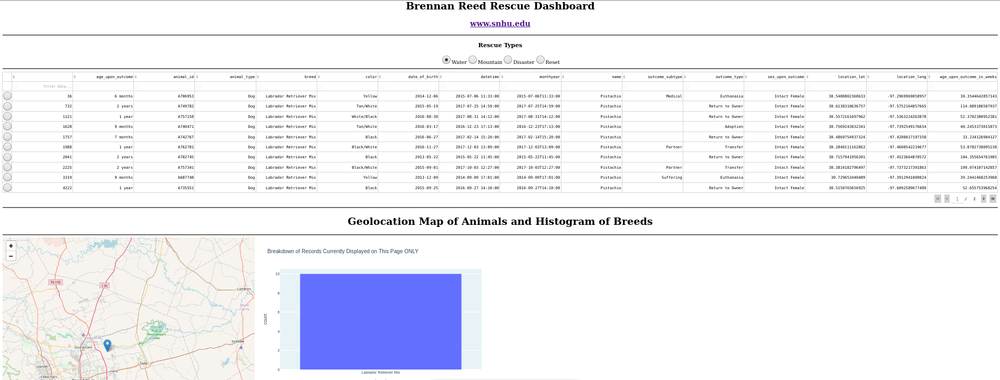 Brennan Reed Rescue Dashboard
www.snhu.edu
Rescue Types
Water Mountain Disaster Reset
age_upon_outcome animal_id animal_type breed color date_of_birth datetime monthyear name outcome_subtype outcome_type sex_upon_outcome location_lat location_long age_upon_outcome_in_weeks
filter data...
36 6 months A706953 Dog Labrador Retriever Mix Yellow 2014-12-06 2015-07-06 11:33:00 2015-07-06T11:33:00 Pistachio Medical Euthanasia Intact Female 30.5480802368633 -97.2969969058957 30.3544642857143
732 2 years A749782 Dog Labrador Retriever Mix Tan/White 2015-05-19 2017-07-25 14:59:00 2017-07-25T14:59:00 Pistachio Return to Owner Intact Female 30.6138310636757 -97.5752164857665 114.089186507937
1121 1 year A757158 Dog Labrador Retriever Mix White/Black 2016-08-30 2017-08-31 14:12:00 2017-08-31T14:12:00 Pistachio Return to Owner Intact Female 30.5572161697962 -97.5363224263878 52.3702380952381
1628 9 months A740471 Dog Labrador Retriever Mix Tan/White 2016-03-17 2016-12-23 17:13:00 2016-12-23T17:13:00 Pistachio Adoption Intact Female 30.7569243032341 -97.7392549176654 40.2453373015873
1757 7 months A742767 Dog Labrador Retriever Mix Black 2016-06-27 2017-02-14 15:20:00 2017-02-14T15:20:00 Pistachio Return to Owner Intact Female 30.4869754937324 -97.4280017197358 33.234126984127
1988 1 year A762781 Dog Labrador Retriever Mix Black/White 2016-11-27 2017-12-03 13:09:00 2017-12-03T13:09:00 Pistachio Partner Transfer Intact Female 30.2840111162863 -97.4600542219677 53.0782738095238
2041 2 years A702745 Dog Labrador Retriever Mix Black 2013-05-22 2015-05-22 11:45:00 2015-05-22T11:45:00 Pistachio Return to Owner Intact Female 30.7157941956301 -97.4523664870572 104.355654761905
2225 2 years A757341 Dog Labrador Retriever Mix Black/White 2015-09-01 2017-10-03 12:27:00 2017-10-03T12:27:00 Pistachio Partner Transfer Intact Female 30.3814182796497 -97.7373217391863 109.074107142857
3319 9 months A687748 Dog Labrador Retriever Mix Yellow 2013-12-09 2014-09-09 17:01:00 2014-09-09T17:01:00 Pistachio Suffering Euthanasia Intact Female 30.729653440489 -97.3912941009824 39.2441468253968
4222 1 year A735551 Dog Labrador Retriever Mix Black 2015-09-25 2016-09-27 14:10:00 2016-09-27T14:10:00 Pistachio Return to Owner Intact Female 30.5150703656925 -97.6092589677489 52.655753968254
« ‹ 1 / 2 › »
Geolocation Map of Animals and Histogram of Breeds
+
−
TX 195
I 35
Cameron
Milam
County
Granger
Wildlife
Management
Area
Williamson
County
Georgetown
Rockdale
Taylor
Leander
Hutto
Cedar Park
Breakdown of Records Currently Displayed on This Page ONLY
10
8
6
4
2
0
count
Labrador Retriever Mix